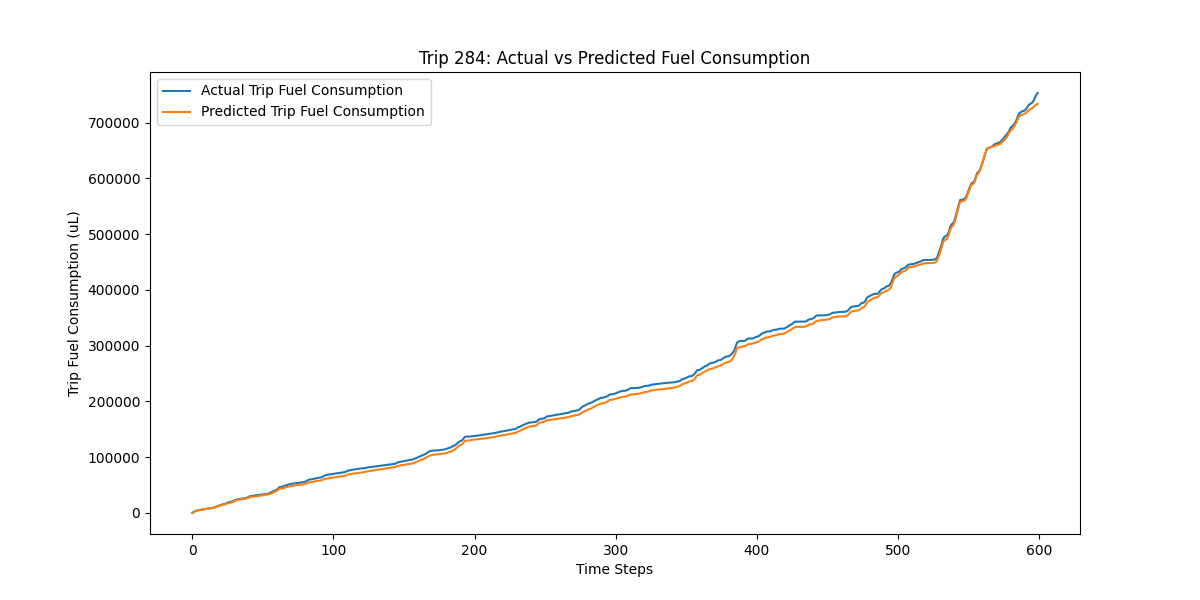 Trip 284: Actual vs Predicted Fuel Consumption
Actual Trip Fuel Consumption
Predicted Trip Fuel Consumption
Trip Fuel Consumption (uL)
700000
600000
500000
400000
300000
200000
100000
0
0 100 200 300 400 500 600
Time Steps